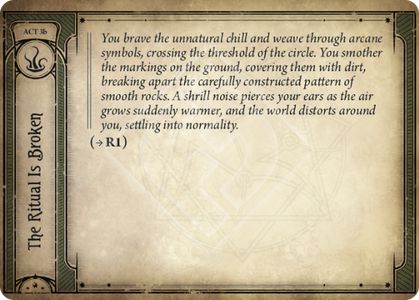 ACT 3b
The Ritual Is Broken
You brave the unnatural chill and weave through arcane
symbols, crossing the threshold of the circle. You smother
the markings on the ground, covering them with dirt,
breaking apart the carefully constructed pattern of
smooth rocks. A shrill noise pierces your ears as the air
grows suddenly warmer, and the world distorts around
you, settling into normality.
(→ R1)